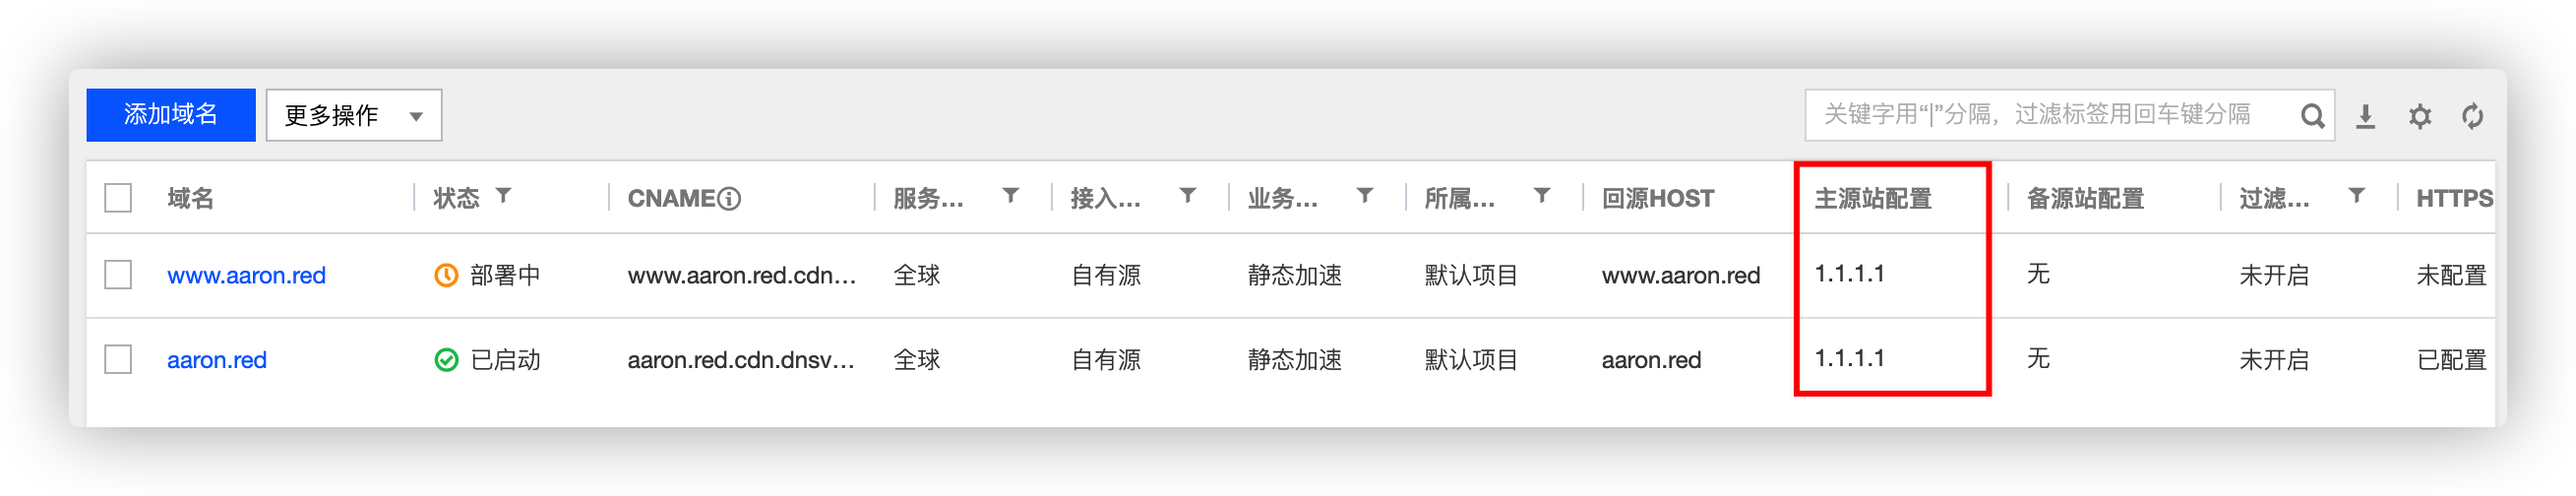 添加域名 更多操作 关键字用“|”分隔，过滤标签用回车键分隔
域名 状态 CNAME 服务... 接入... 业务... 所属... 回源HOST 主源站配置 备源站配置 过滤... HTTPS
www.aaron.red 部署中 www.aaron.red.cdn... 全球 自有源 静态加速 默认项目 www.aaron.red 1.1.1.1 无 未开启 未配置
aaron.red 已启动 aaron.red.cdn.dnsv... 全球 自有源 静态加速 默认项目 aaron.red 1.1.1.1 无 未开启 已配置